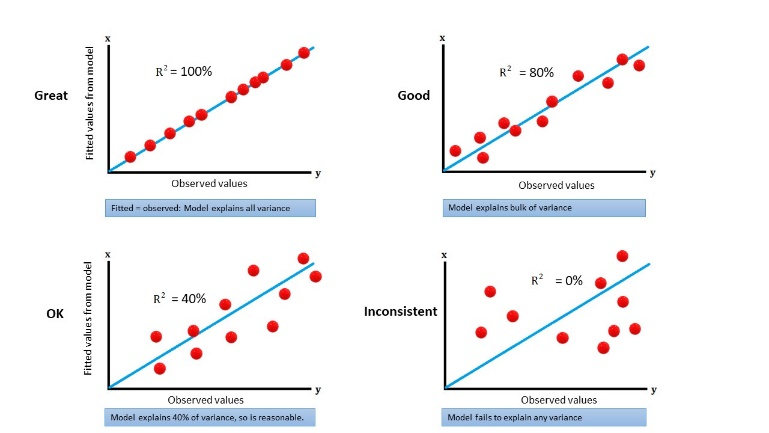 x
R² = 100%
Great
Fitted values from model
y
Observed values
Fitted = observed: Model explains all variance
x
R² = 80%
Good
y
Observed values
Model explains bulk of variance
x
R² = 40%
OK
Fitted values from model
y
Observed values
Model explains 40% of variance, so is reasonable.
x
R² = 0%
Inconsistent
y
Observed values
Model fails to explain any variance